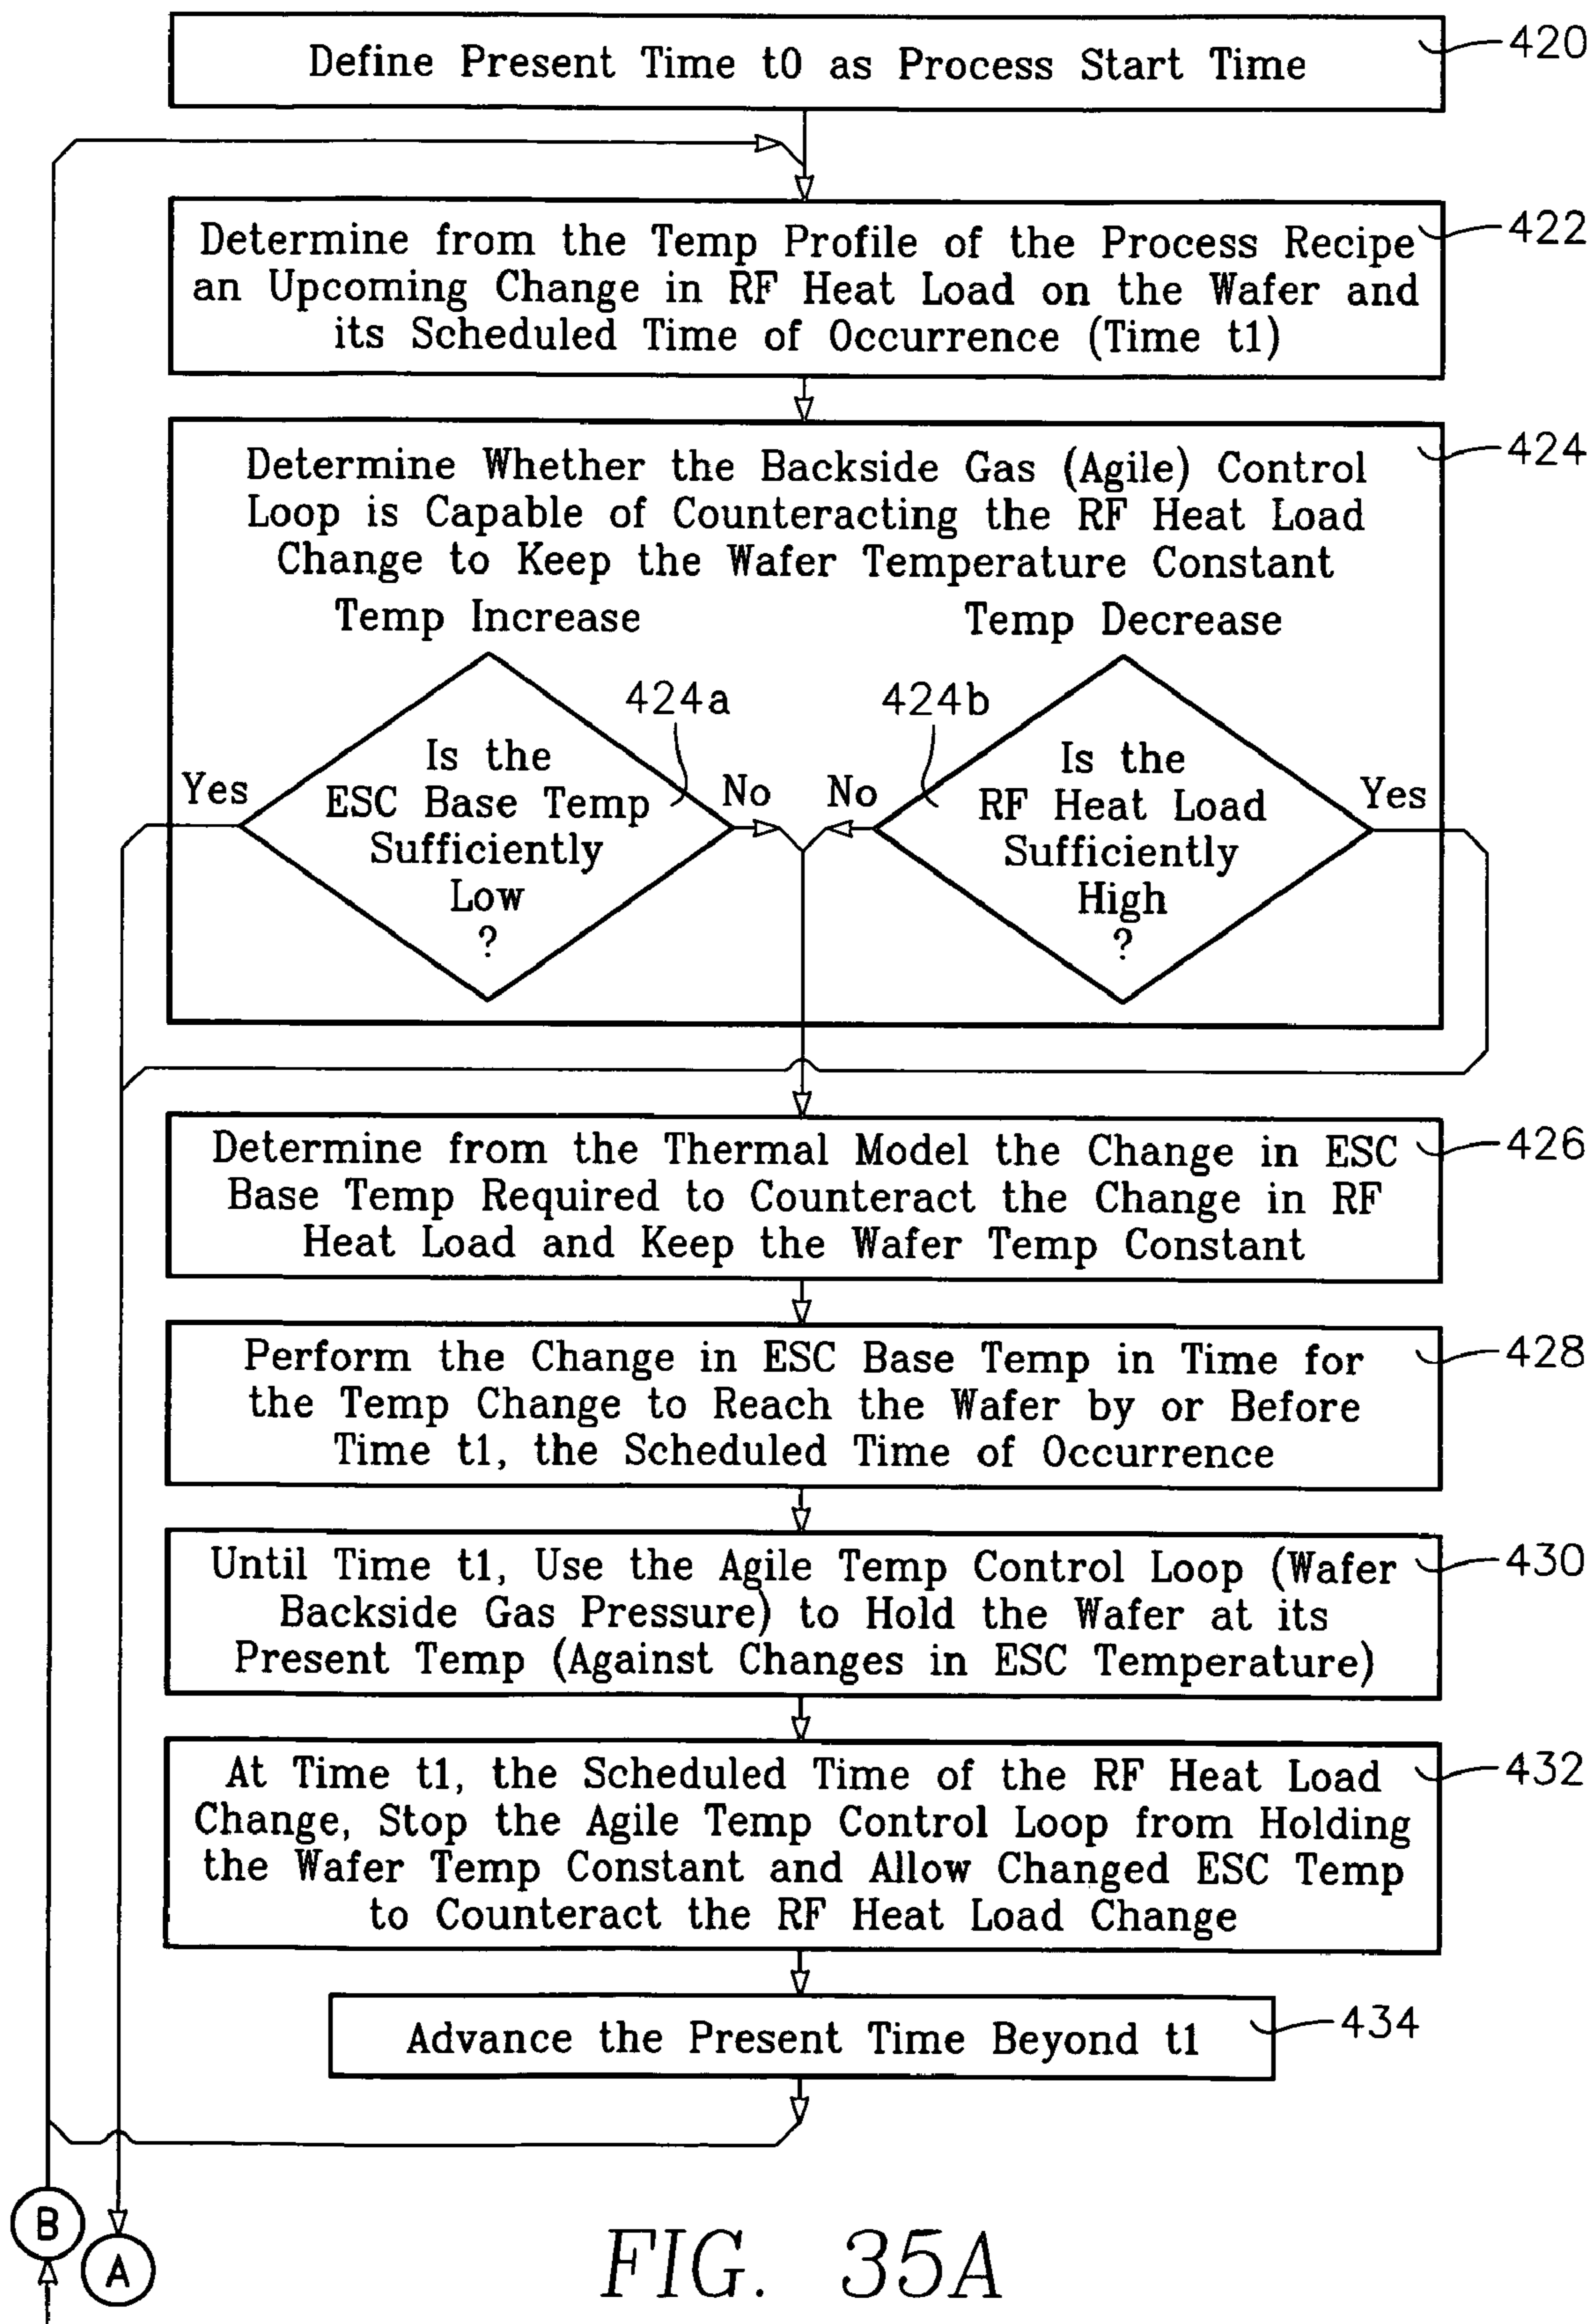 Define Present Time t0 as Process Start Time
420
Determine from the Temp Profile of the Process Recipe
an Upcoming Change in RF Heat Load on the Wafer and
its Scheduled Time of Occurrence (Time t1)
422
Determine Whether the Backside Gas (Agile) Control
Loop is Capable of Counteracting the RF Heat Load
Change to Keep the Wafer Temperature Constant
424
Temp Increase
Temp Decrease
424a
424b
Yes
Is the
ESC Base Temp
Sufficiently
Low
?
No
No
Is the
RF Heat Load
Sufficiently
High
?
Yes
Determine from the Thermal Model the Change in ESC
Base Temp Required to Counteract the Change in RF
Heat Load and Keep the Wafer Temp Constant
426
Perform the Change in ESC Base Temp in Time for
the Temp Change to Reach the Wafer by or Before
Time t1, the Scheduled Time of Occurrence
428
Until Time t1, Use the Agile Temp Control Loop (Wafer
Backside Gas Pressure) to Hold the Wafer at its
Present Temp (Against Changes in ESC Temperature)
430
At Time t1, the Scheduled Time of the RF Heat Load
Change, Stop the Agile Temp Control Loop from Holding
the Wafer Temp Constant and Allow Changed ESC Temp
to Counteract the RF Heat Load Change
432
Advance the Present Time Beyond t1
434
B
A
FIG. 35A